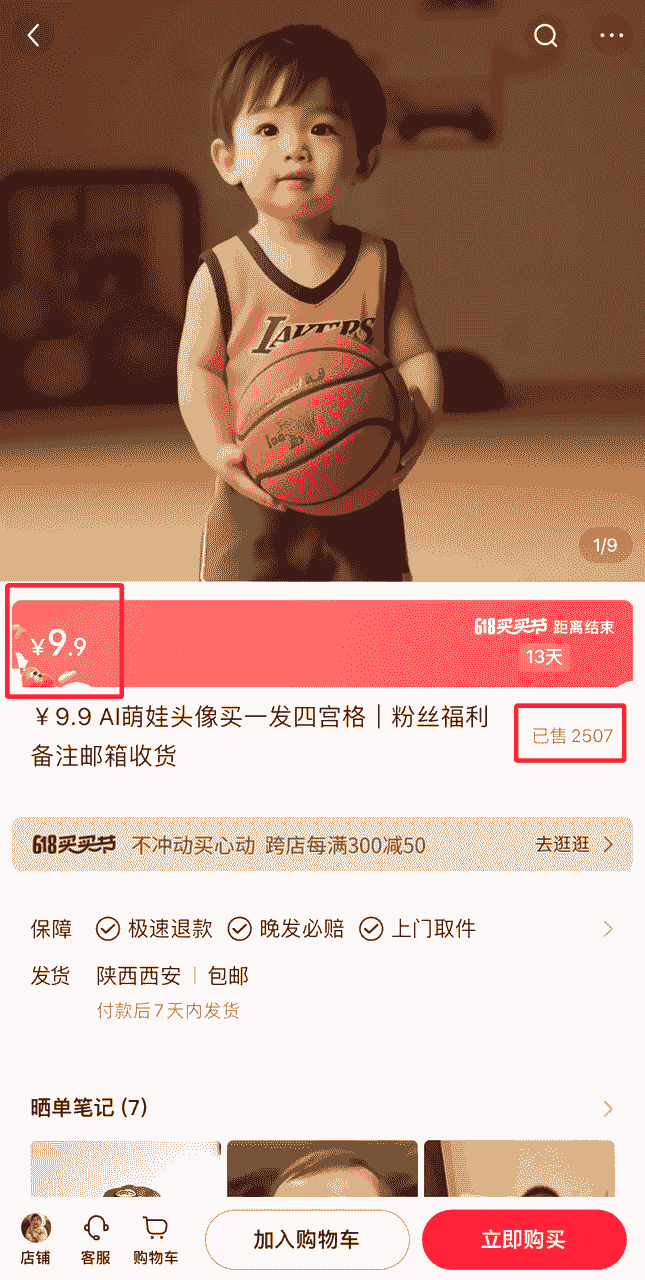 LAKERS
1/9
¥9.9
618买买节 距离结束
13天
¥9.9 AI萌娃头像买一发四宫格｜粉丝福利
备注邮箱收货
已售 2507
618买买节 不冲动买心动 跨店每满300减50 去逛逛
保障 极速退款 晚发必赔 上门取件
发货 陕西西安 | 包邮
付款后7天内发货
晒单笔记 (7)
店铺 客服 购物车 加入购物车 立即购买